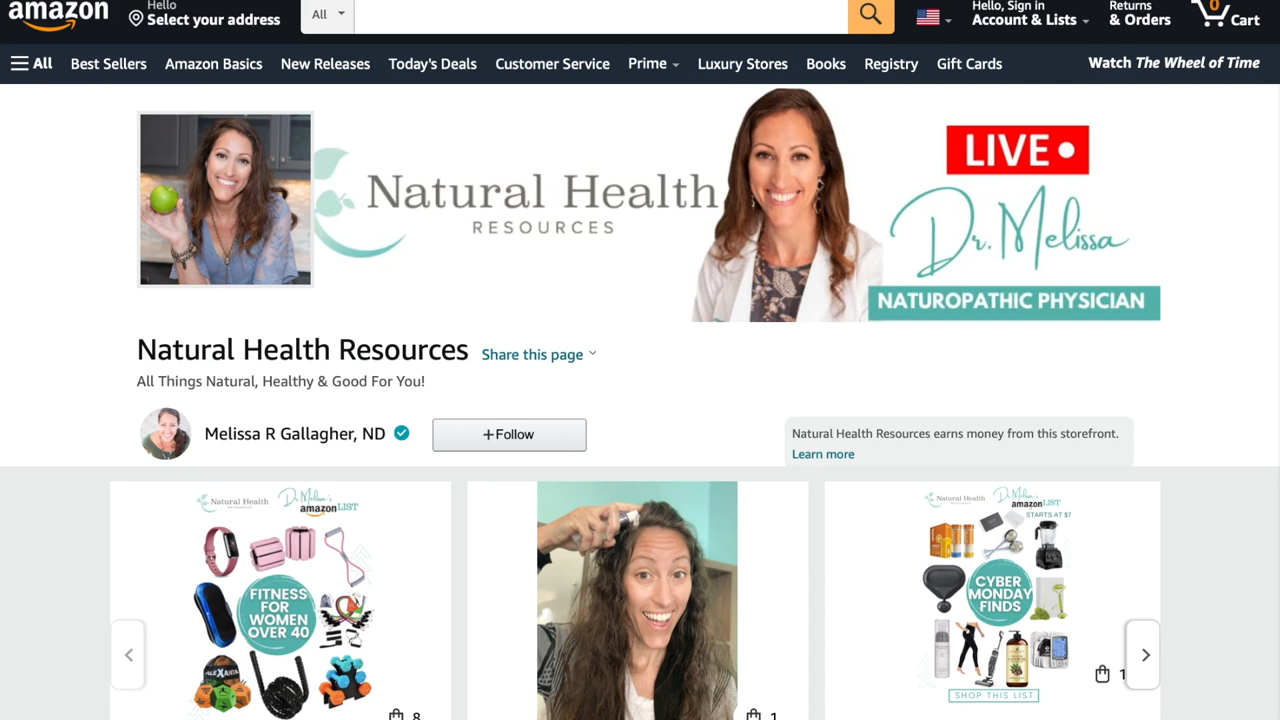 amazon
Hello
Select your address
All
0
Hello, Sign in
Account & Lists
Returns
& Orders
Cart
All
Best Sellers
Amazon Basics
New Releases
Today's Deals
Customer Service
Prime
Luxury Stores
Books
Registry
Gift Cards
Watch The Wheel of Time
Natural Health
RESOURCES
LIVE
Dr. Melissa
NATUROPATHIC PHYSICIAN
Natural Health Resources
Share this page
All Things Natural, Healthy & Good For You!
Melissa R Gallagher, ND
+Follow
Natural Health Resources earns money from this storefront.
Learn more
Natural Health
RESOURCES
Dr. Melissa's
amazon LIST
FITNESS
FOR
WOMEN
OVER 40
ALEXANIA
8
1
Natural Health
RESOURCES
Dr. Melissa's
amazon LIST
STARTS AT $7
CYBER
MONDAY
FINDS
SHOP THIS LIST
1